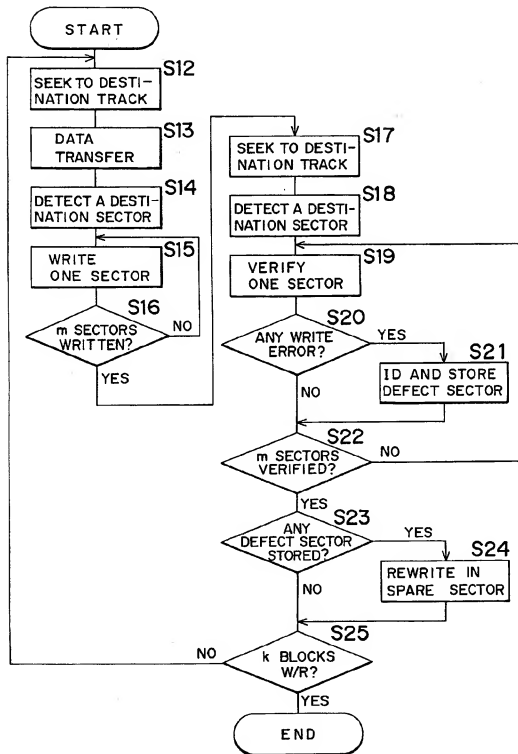 START
S12
SEEK TO DESTI-
NATION TRACK
S13
DATA
TRANSFER
S14
DETECT A DESTI-
NATION SECTOR
S15
WRITE
ONE SECTOR
S16
m SECTORS
WRITTEN?
NO
YES
S17
SEEK TO DESTI-
NATION TRACK
S18
DETECT A DESTI-
NATION SECTOR
S19
VERIFY
ONE SECTOR
S20
ANY WRITE
ERROR?
YES
NO
S21
ID AND STORE
DEFECT SECTOR
S22
m SECTORS
VERIFIED?
NO
YES
S23
ANY
DEFECT SECTOR
STORED?
YES
NO
S24
REWRITE IN
SPARE SECTOR
S25
k BLOCKS
W/R?
NO
YES
END